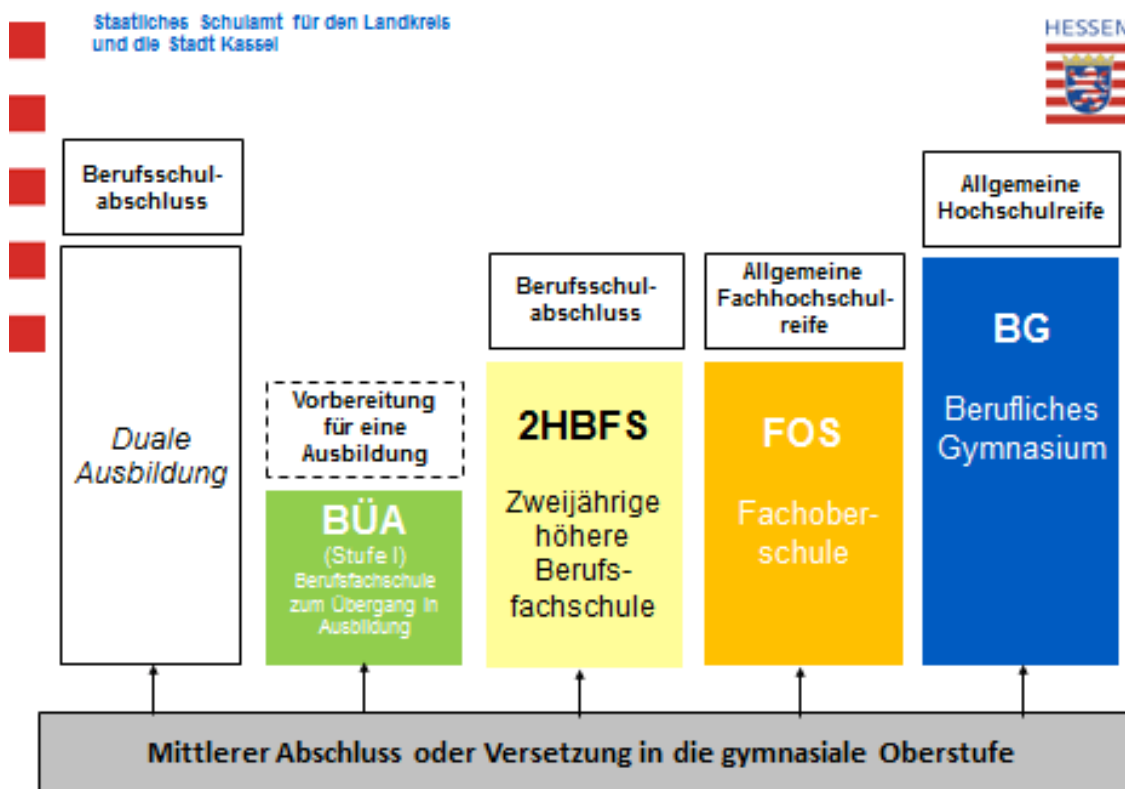 Staatliches Schulamt für den Landkreis
und die Stadt Kassel
HESSEN
Berufsschul-
abschluss
Duale
Ausbildung
Vorbereitung
für eine
Ausbildung
BÜA
(Stufe I)
Berufsfachschule
zum Übergang in
Ausbildung
Berufsschul-
abschluss
2HBFS
Zweijährige
höhere
Berufs-
fachschule
Allgemeine
Fachhochschul-
reife
FOS
Fachober-
schule
Allgemeine
Hochschulreife
BG
Berufliches
Gymnasium
Mittlerer Abschluss oder Versetzung in die gymnasiale Oberstufe